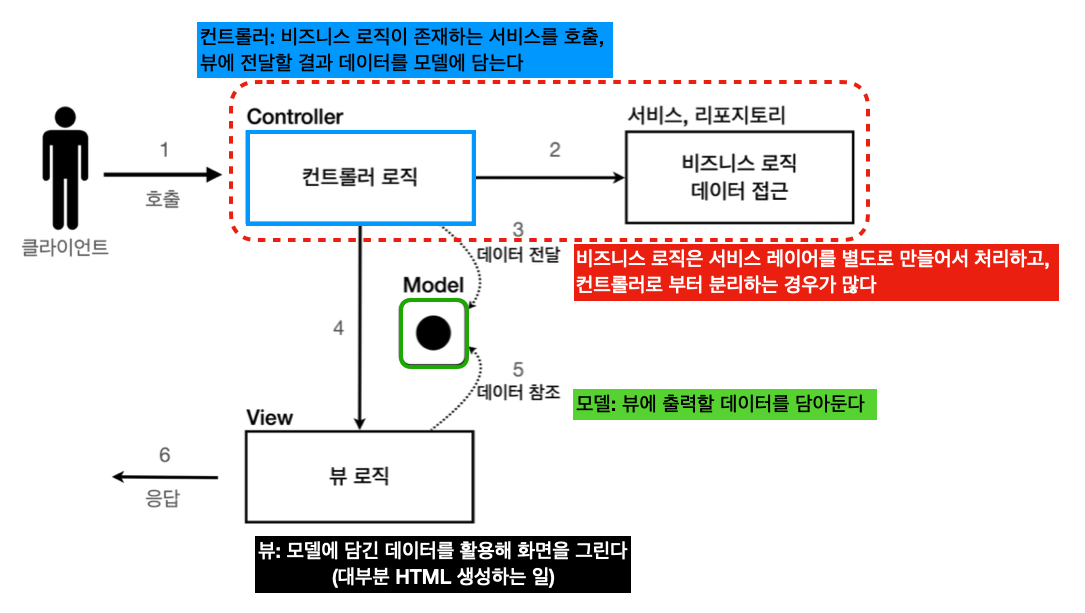 컨트롤러: 비즈니스 로직이 존재하는 서비스를 호출,
뷰에 전달할 결과 데이터를 모델에 담는다
Controller
서비스, 리포지토리
1
호출
컨트롤러 로직
2
비즈니스 로직
데이터 접근
클라이언트
3
데이터 전달
비즈니스 로직은 서비스 레이어를 별도로 만들어서 처리하고,
컨트롤러로 부터 분리하는 경우가 많다
Model
4
5
데이터 참조
모델: 뷰에 출력할 데이터를 담아둔다
View
6
응답
뷰 로직
뷰: 모델에 담긴 데이터를 활용해 화면을 그린다
(대부분 HTML 생성하는 일)